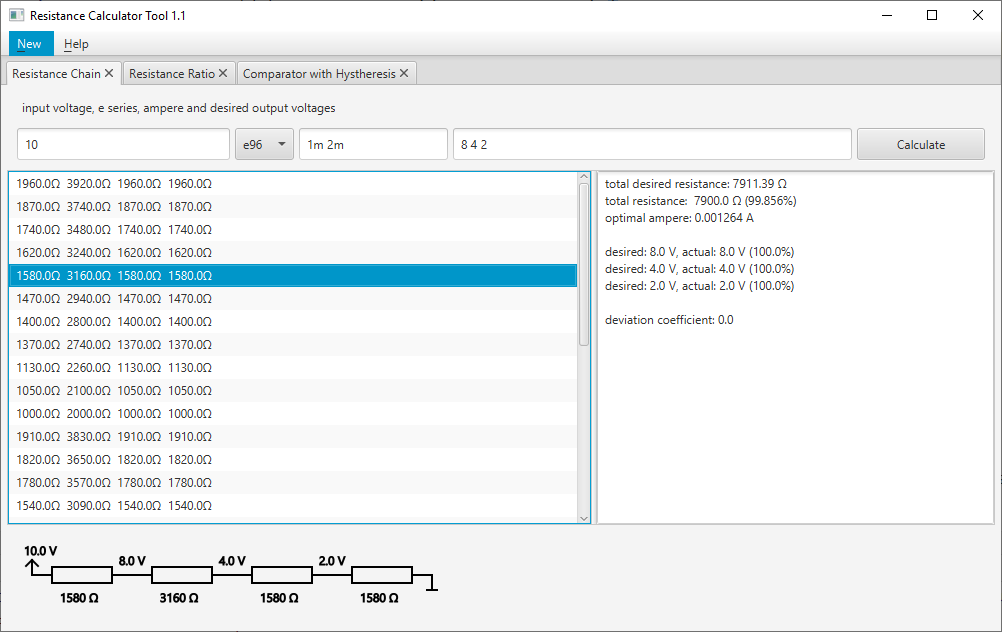 Resistance Calculator Tool 1.1
New Help
Resistance Chain Resistance Ratio Comparator with Hystheresis
input voltage, e series, ampere and desired output voltages
10 e96 1m 2m 8 4 2 Calculate
1960.0Ω 3920.0Ω 1960.0Ω 1960.0Ω
1870.0Ω 3740.0Ω 1870.0Ω 1870.0Ω
1740.0Ω 3480.0Ω 1740.0Ω 1740.0Ω
1620.0Ω 3240.0Ω 1620.0Ω 1620.0Ω
1580.0Ω 3160.0Ω 1580.0Ω 1580.0Ω
1470.0Ω 2940.0Ω 1470.0Ω 1470.0Ω
1400.0Ω 2800.0Ω 1400.0Ω 1400.0Ω
1370.0Ω 2740.0Ω 1370.0Ω 1370.0Ω
1130.0Ω 2260.0Ω 1130.0Ω 1130.0Ω
1050.0Ω 2100.0Ω 1050.0Ω 1050.0Ω
1000.0Ω 2000.0Ω 1000.0Ω 1000.0Ω
1910.0Ω 3830.0Ω 1910.0Ω 1910.0Ω
1820.0Ω 3650.0Ω 1820.0Ω 1820.0Ω
1780.0Ω 3570.0Ω 1780.0Ω 1780.0Ω
1540.0Ω 3090.0Ω 1540.0Ω 1540.0Ω
total desired resistance: 7911.39 Ω
total resistance: 7900.0 Ω (99.856%)
optimal ampere: 0.001264 A
desired: 8.0 V, actual: 8.0 V (100.0%)
desired: 4.0 V, actual: 4.0 V (100.0%)
desired: 2.0 V, actual: 2.0 V (100.0%)
deviation coefficient: 0.0
10.0 V
8.0 V 4.0 V 2.0 V
1580 Ω 3160 Ω 1580 Ω 1580 Ω